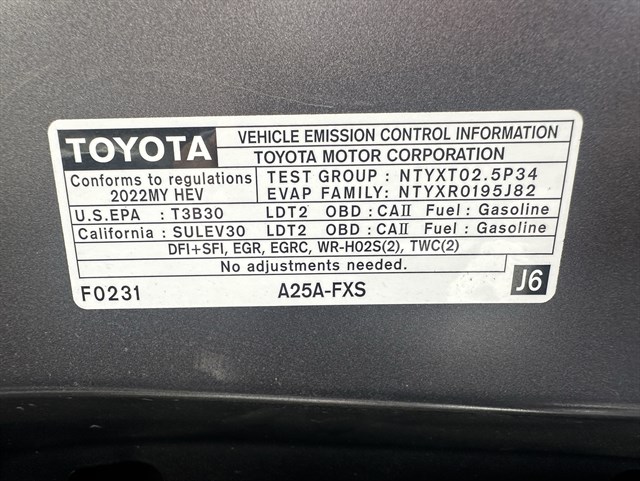 TOYOTA VEHICLE EMISSION CONTROL INFORMATION
TOYOTA MOTOR CORPORATION
Conforms to regulations TEST GROUP : NTYXT02.5P34
2022MY HEV EVAP FAMILY: NTYXR0195J82
U.S.EPA : T3B30 LDT2 OBD : CAII Fuel : Gasoline
California : SULEV30 LDT2 OBD : CAII Fuel : Gasoline
DFI+SFI, EGR, EGRC, WR-HO2S(2), TWC(2)
No adjustments needed.
F0231 A25A-FXS J6